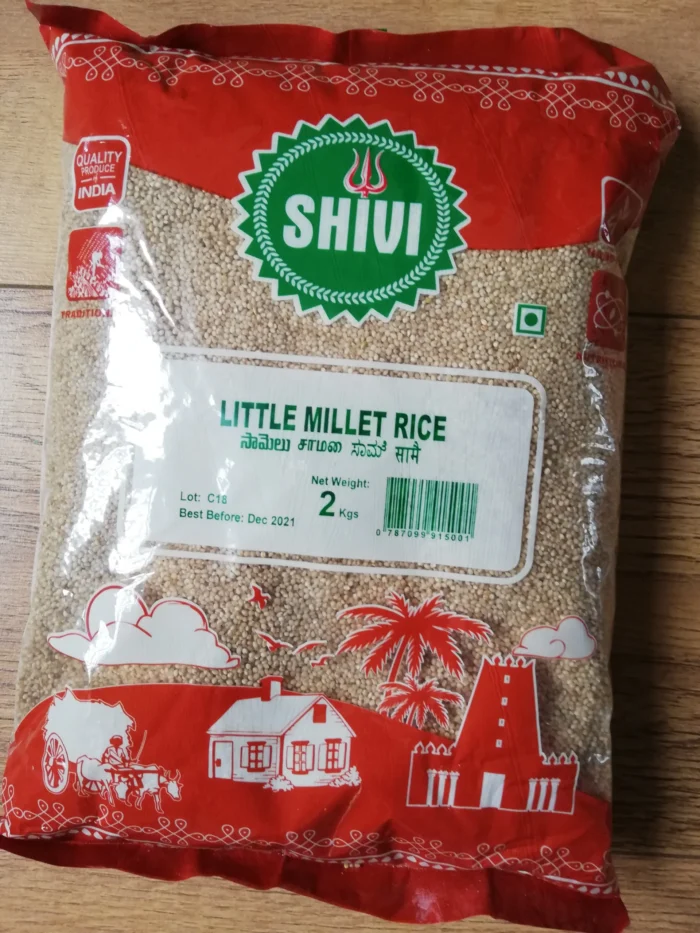 QUALITY
PRODUCE
of
INDIA
SHIVI
LITTLE MILLET RICE
సామెలు சாமை ಸಾಮೆ सामै
Net Weight:
2 Kgs
Lot: C18
Best Before: Dec 2021
0 787099 915001